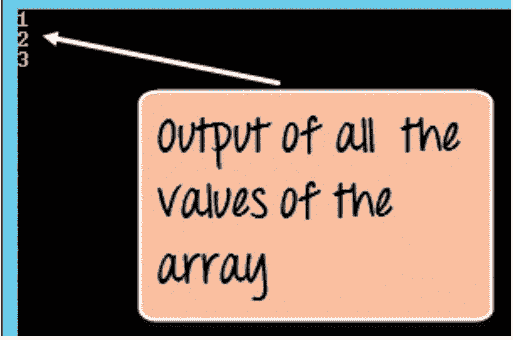 1
2
3
Output of all the
values of the
array